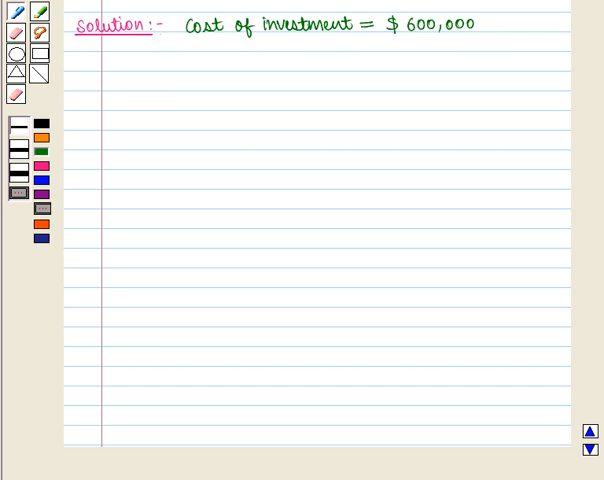 Solution:- Cost of investment = $ 600,000